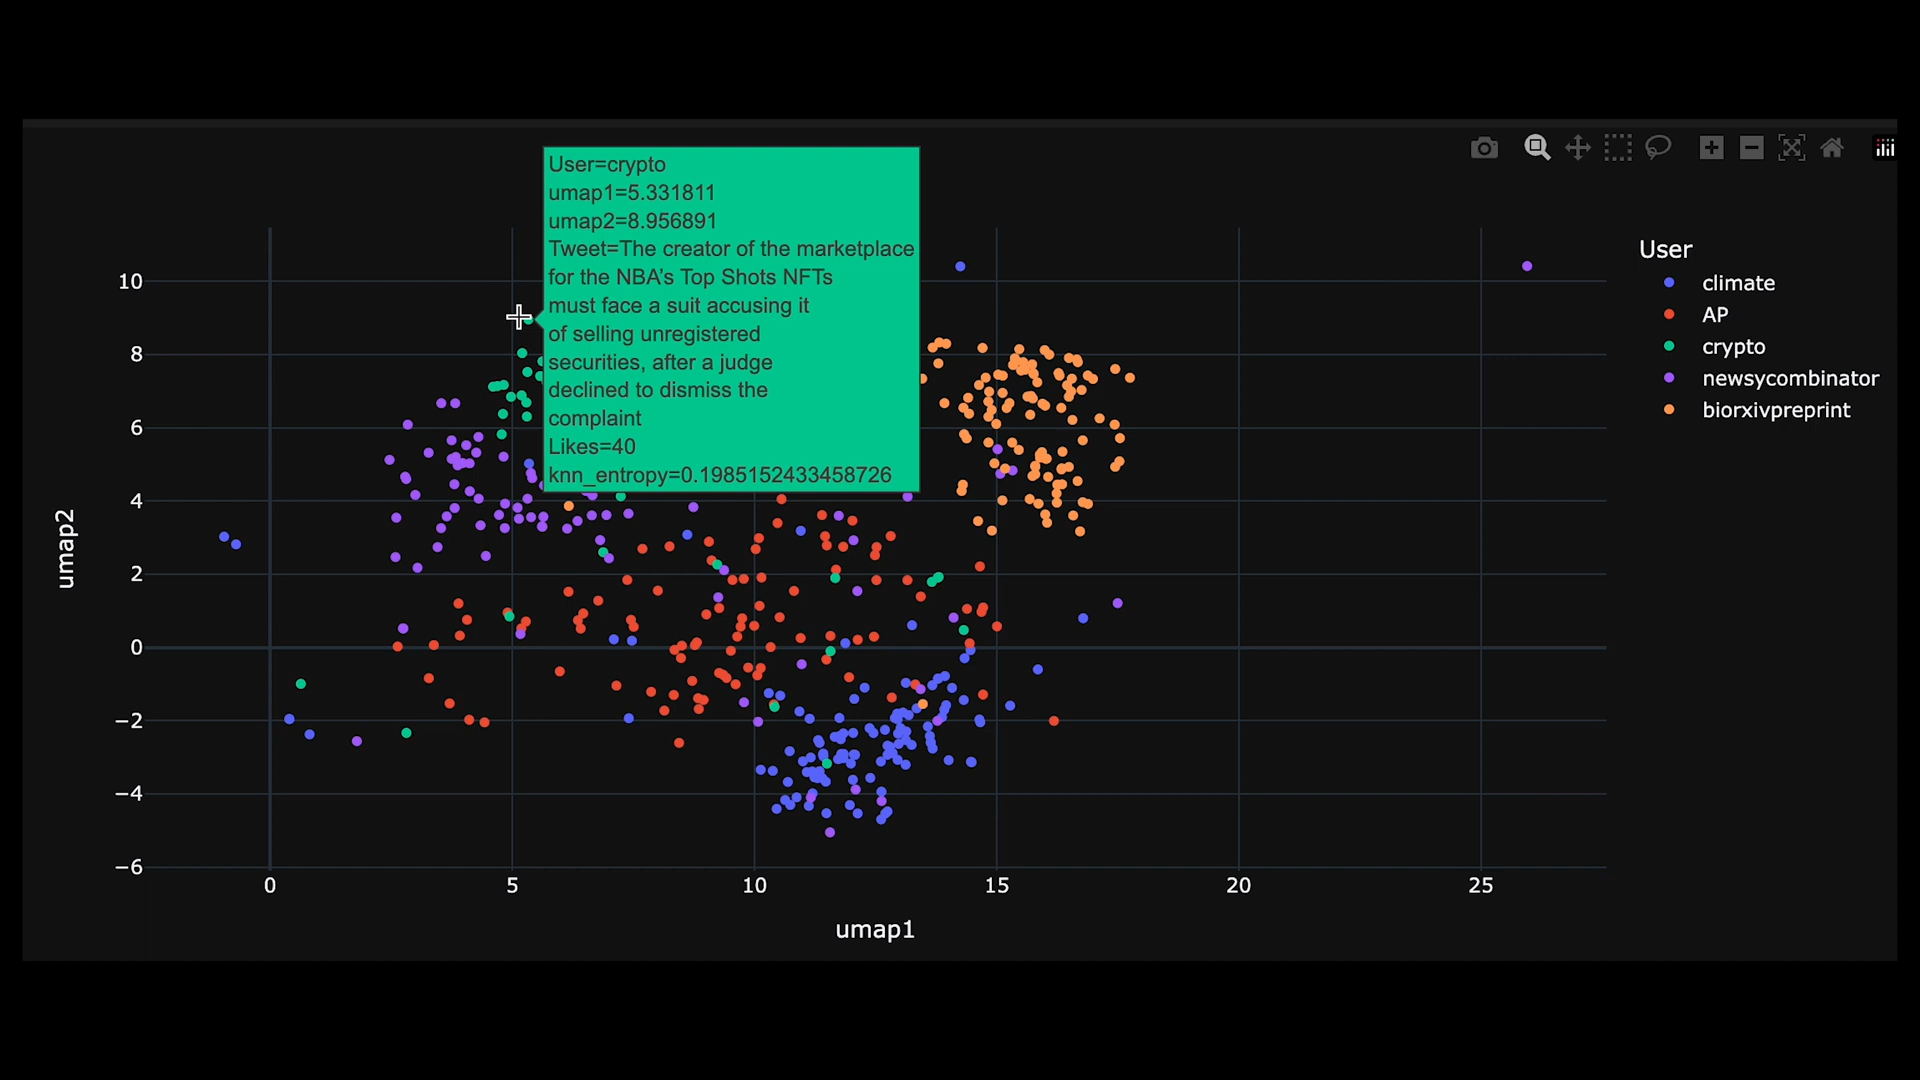 User=crypto
umap1=5.331811
umap2=8.956891
Tweet=The creator of the marketplace
for the NBA’s Top Shots NFTs
must face a suit accusing it
of selling unregistered
securities, after a judge
declined to dismiss the
complaint
Likes=40
knn_entropy=0.1985152433458726
User
climate
AP
crypto
newsycombinator
biorxivpreprint
10
8
6
4
2
0
−2
−4
−6
umap2
0
5
10
15
20
25
umap1